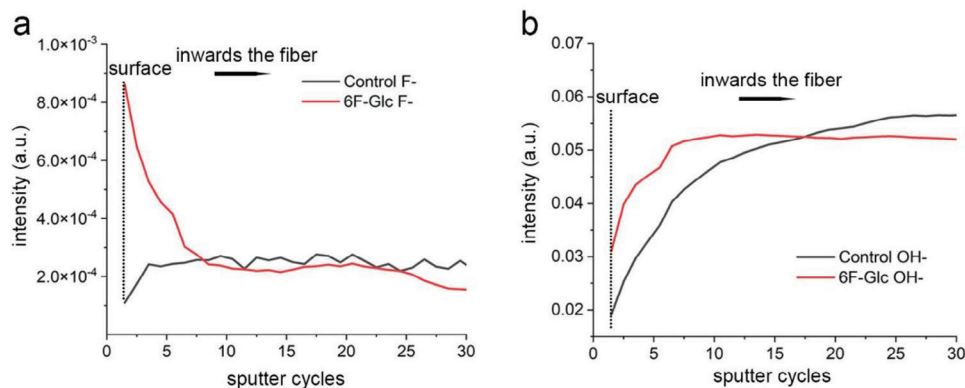 a
1.0×10⁻³
8.0×10⁻⁴
6.0×10⁻⁴
4.0×10⁻⁴
2.0×10⁻⁴
intensity (a.u.)
surface
inwards the fiber
Control F-
6F-Glc F-
0 5 10 15 20 25 30
sputter cycles
b
0.07
0.06
0.05
0.04
0.03
0.02
intensity (a.u.)
surface
inwards the fiber
Control OH-
6F-Glc OH-
0 5 10 15 20 25 30
sputter cycles